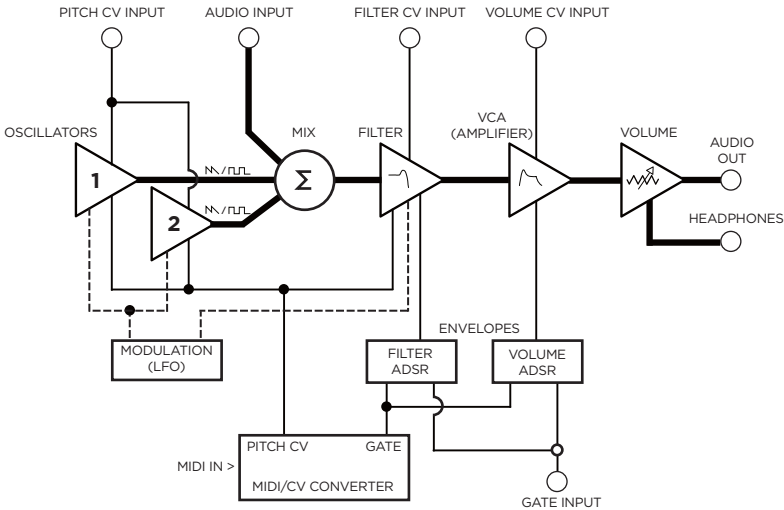 PITCH CV INPUT
AUDIO INPUT
FILTER CV INPUT
VOLUME CV INPUT
OSCILLATORS
MIX
FILTER
VCA
(AMPLIFIER)
VOLUME
AUDIO
OUT
1
Σ
2
HEADPHONES
MODULATION
(LFO)
ENVELOPES
FILTER
ADSR
VOLUME
ADSR
PITCH CV
GATE
MIDI IN >
MIDI/CV CONVERTER
GATE INPUT